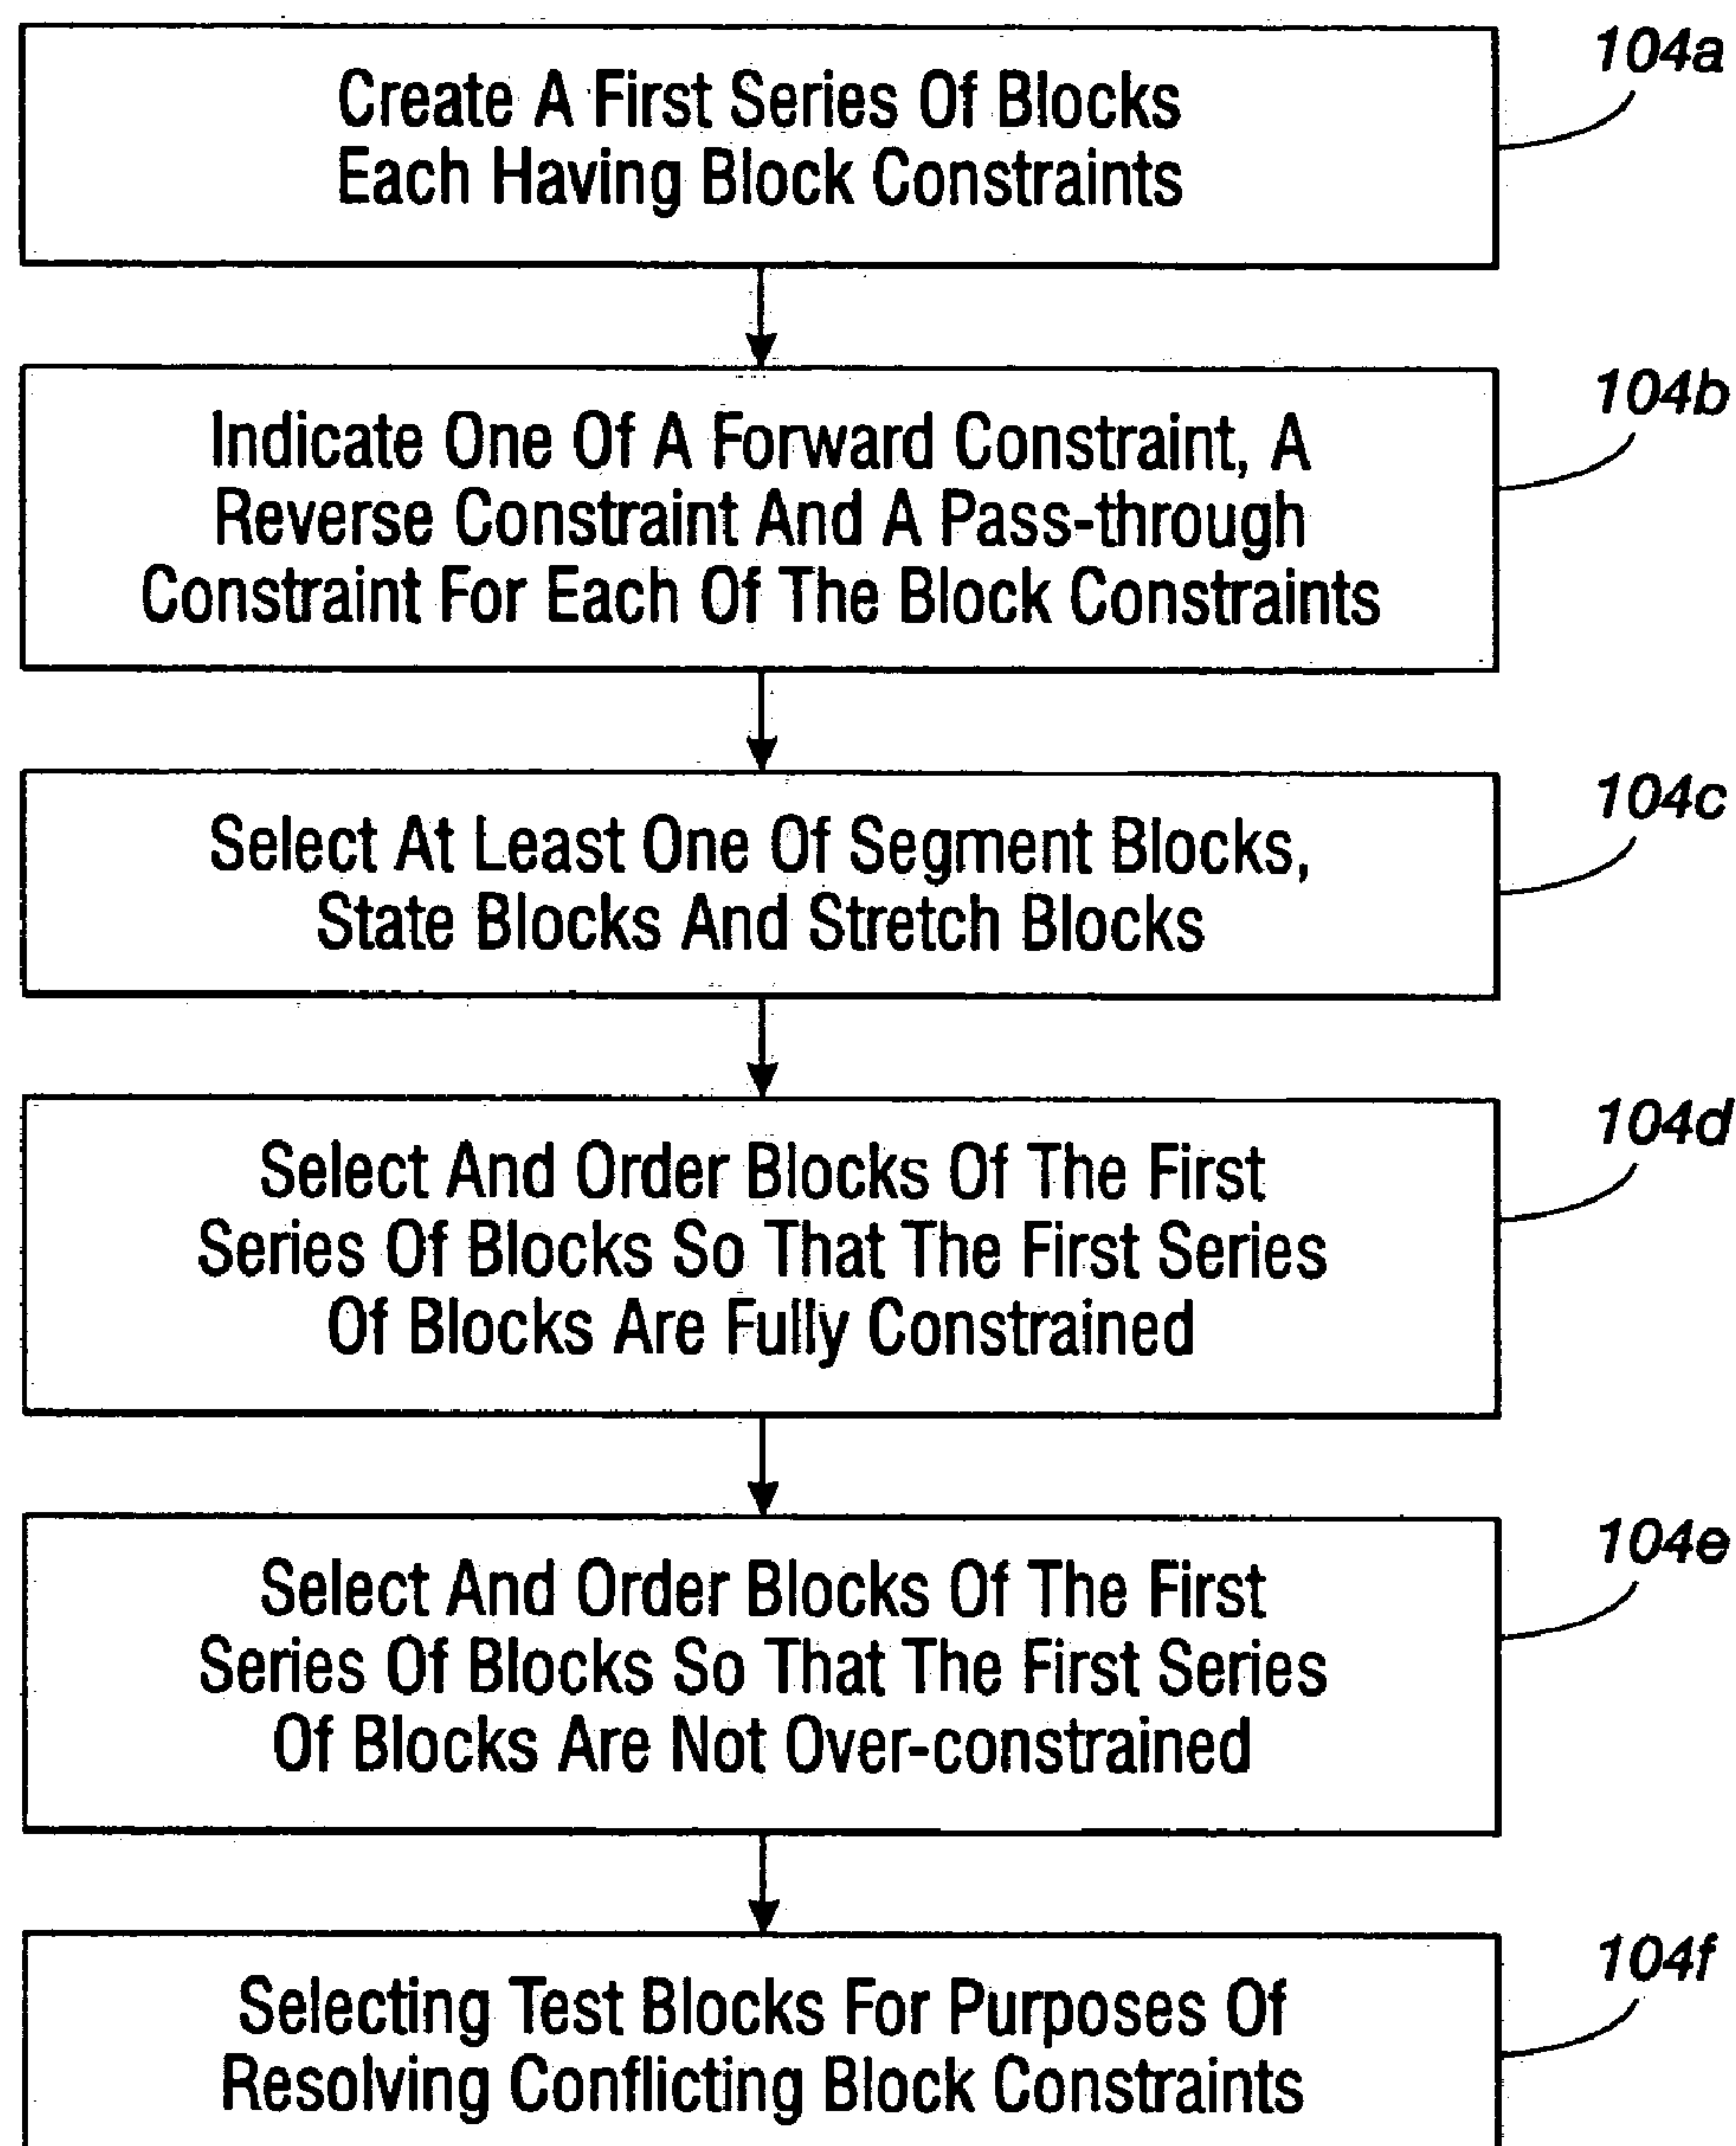 104a
Create A First Series Of Blocks
Each Having Block Constraints
104b
Indicate One Of A Forward Constraint, A
Reverse Constraint And A Pass-through
Constraint For Each Of The Block Constraints
104c
Select At Least One Of Segment Blocks,
State Blocks And Stretch Blocks
104d
Select And Order Blocks Of The First
Series Of Blocks So That The First Series
Of Blocks Are Fully Constrained
104e
Select And Order Blocks Of The First
Series Of Blocks So That The First Series
Of Blocks Are Not Over-constrained
104f
Selecting Test Blocks For Purposes Of
Resolving Conflicting Block Constraints